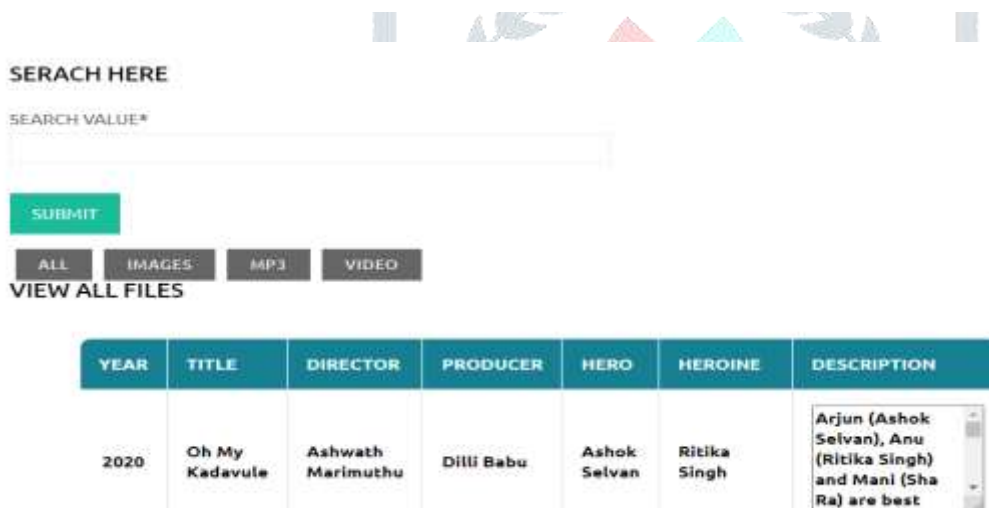 SERACH HERE
SEARCH VALUE*
SUBMIT
ALL IMAGES MP3 VIDEO
VIEW ALL FILES
YEAR TITLE DIRECTOR PRODUCER HERO HEROINE DESCRIPTION
2020 Oh My Kadavule Ashwath Marimuthu Dilli Babu Ashok Selvan Ritika Singh
Arjun (Ashok
Selvan), Anu
(Ritika Singh)
and Mani (Sha
Ra) are best